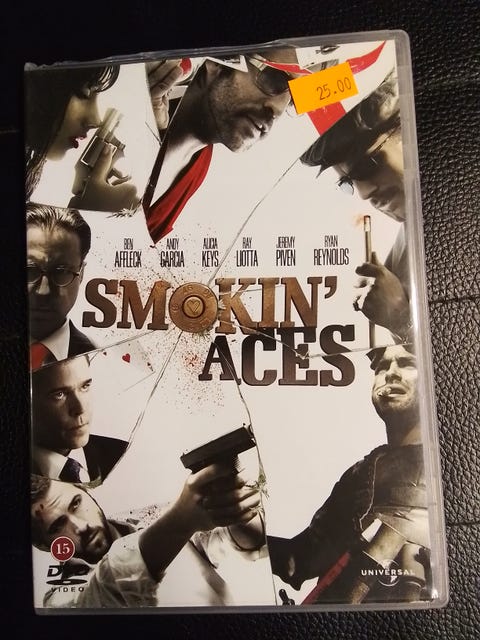 25.00
BEN AFFLECK
ANDY GARCIA
ALICIA KEYS
RAY LIOTTA
JEREMY PIVEN
RYAN REYNOLDS
SMOKIN'
ACES
15
DVD
VIDEO
UNIVERSAL